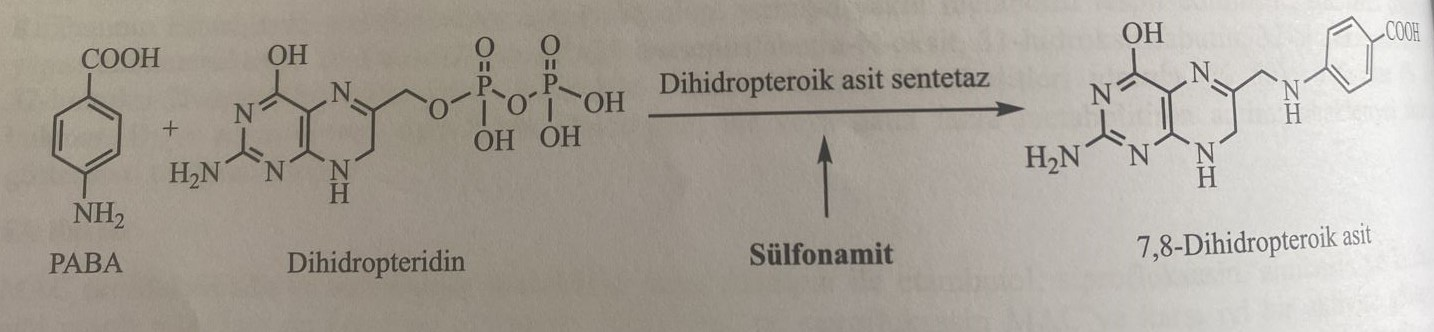 COOH
NH₂
PABA
+
OH
N
N
H₂N
N
N
H
O
O
O
P
O
P
OH
OH
OH
Dihidropteridin
Dihidropteroik asit sentetaz
Sülfonamit
OH
N
N
H₂N
N
N
H
N
H
COOH
7,8-Dihidropteroik asit